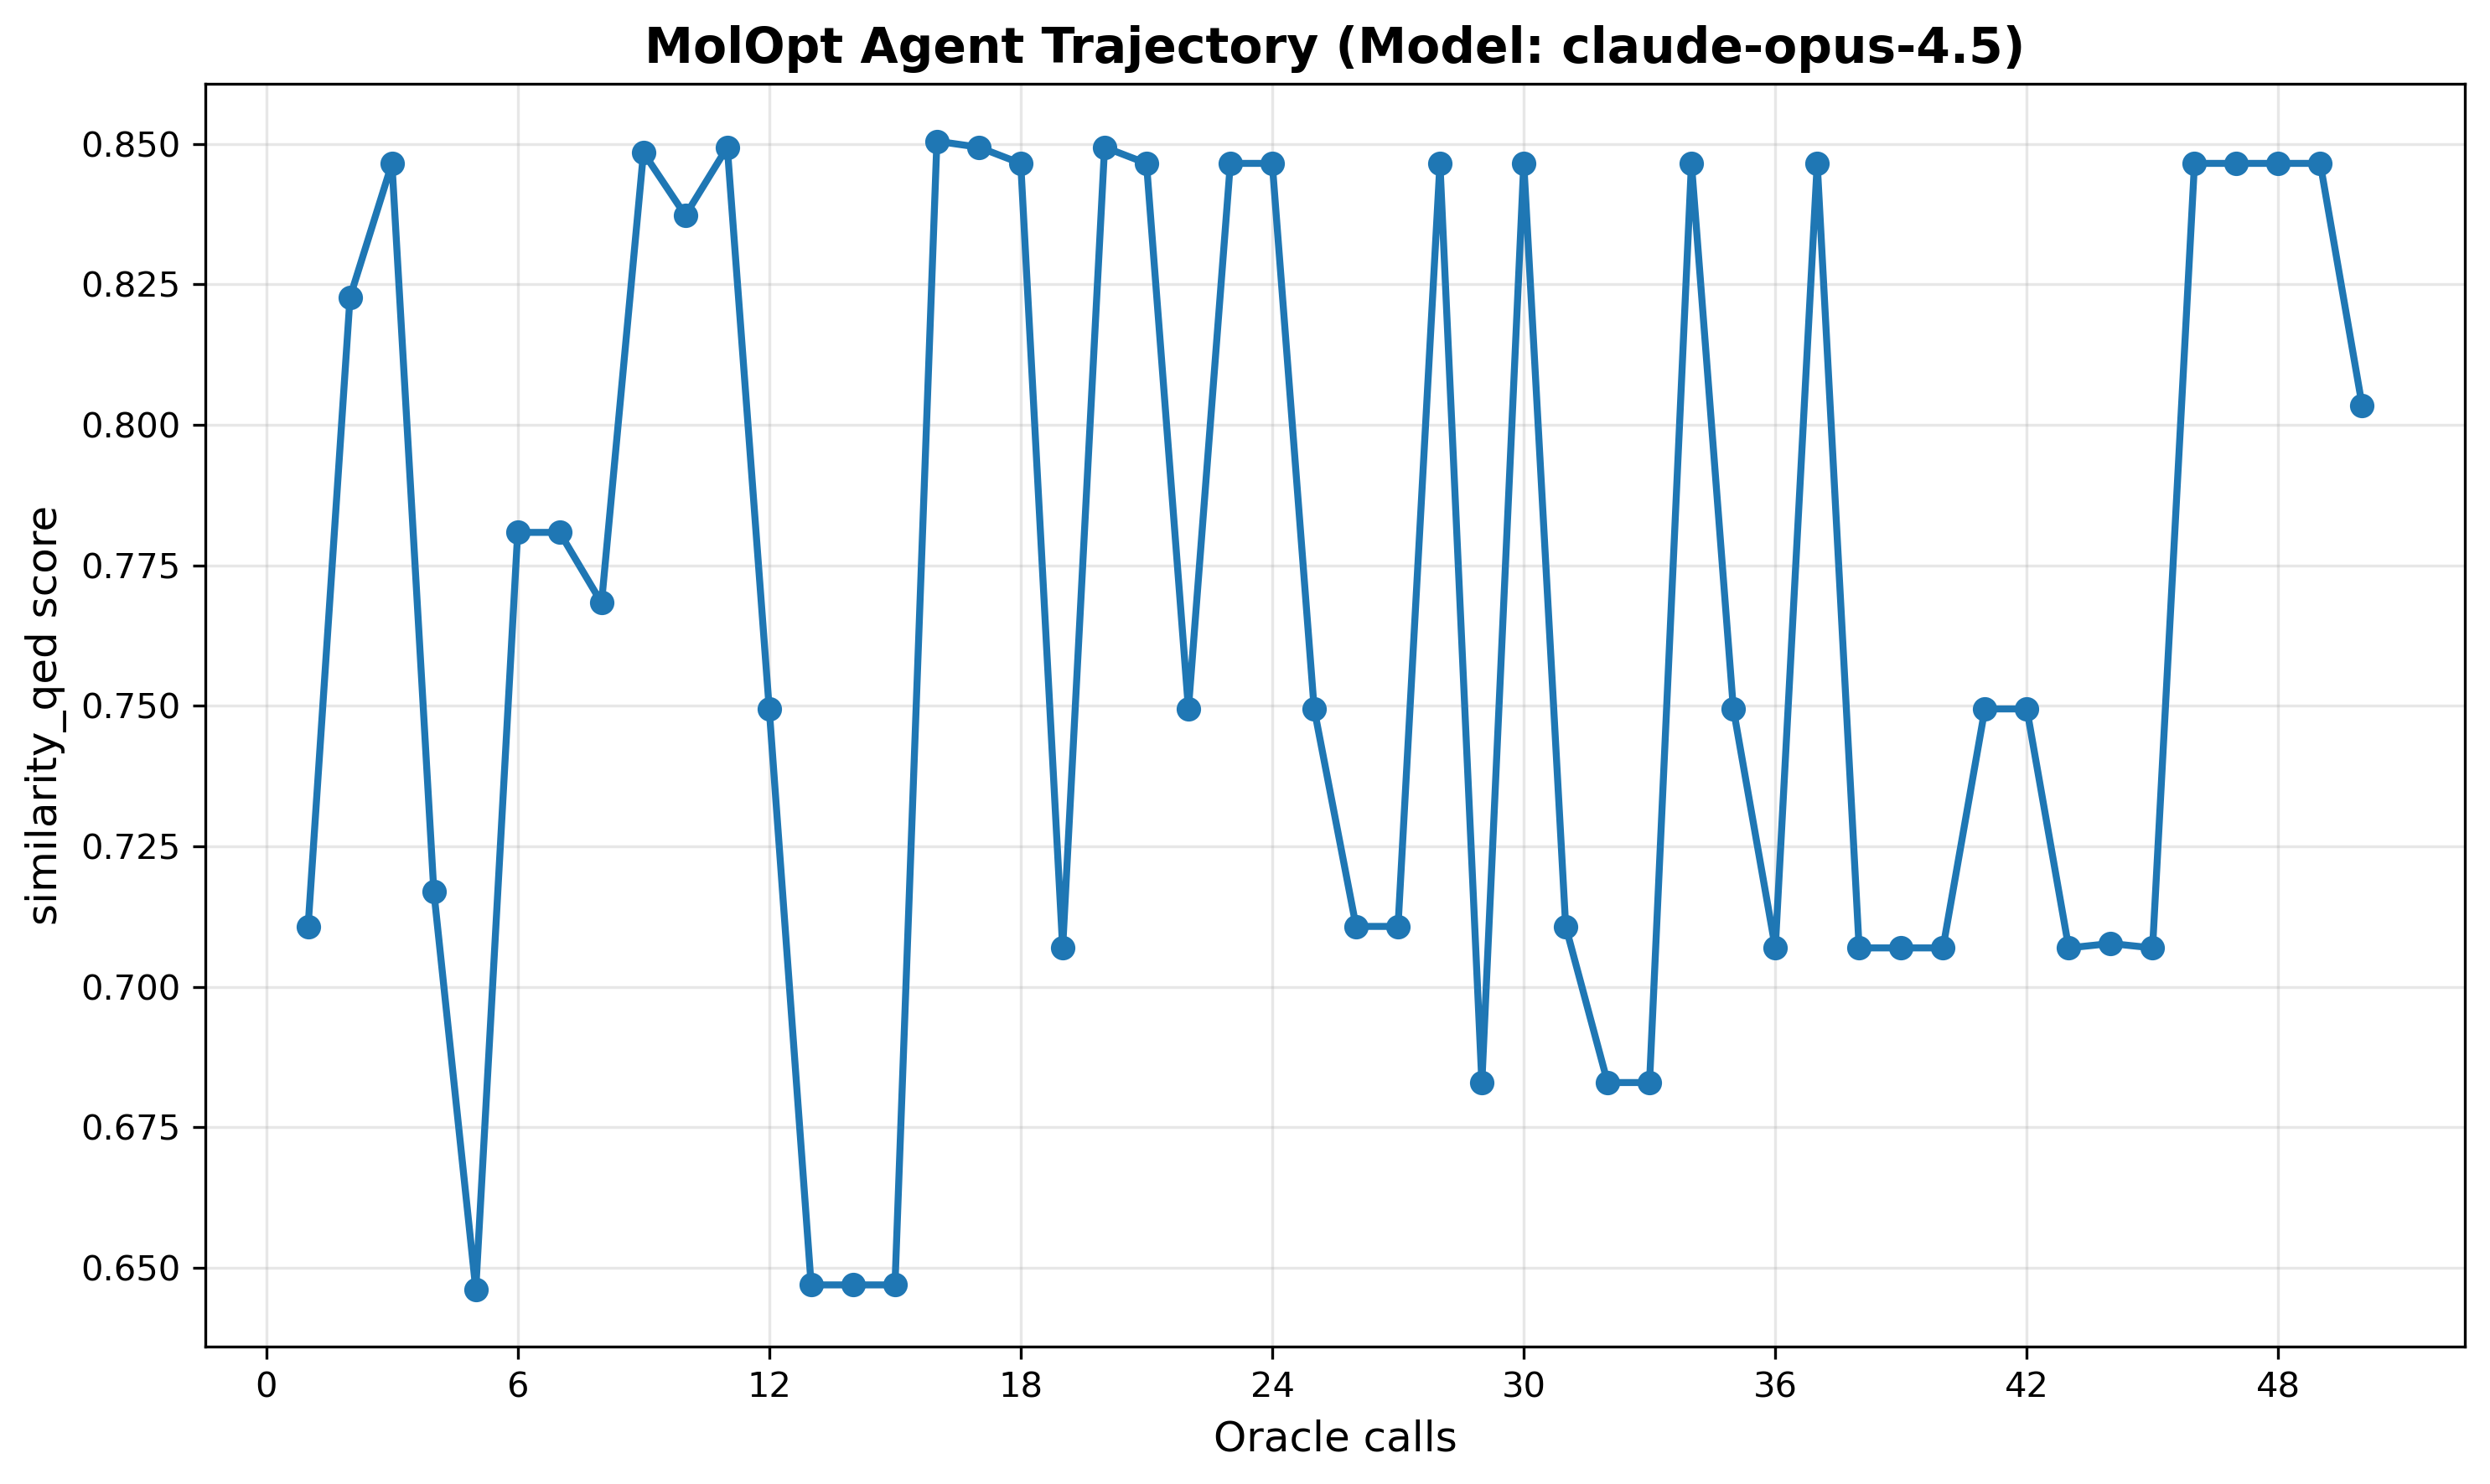 MolOpt Agent Trajectory (Model: claude-opus-4.5)
similarity_qed score
0.850
0.825
0.800
0.775
0.750
0.725
0.700
0.675
0.650
0 6 12 18 24 30 36 42 48
Oracle calls